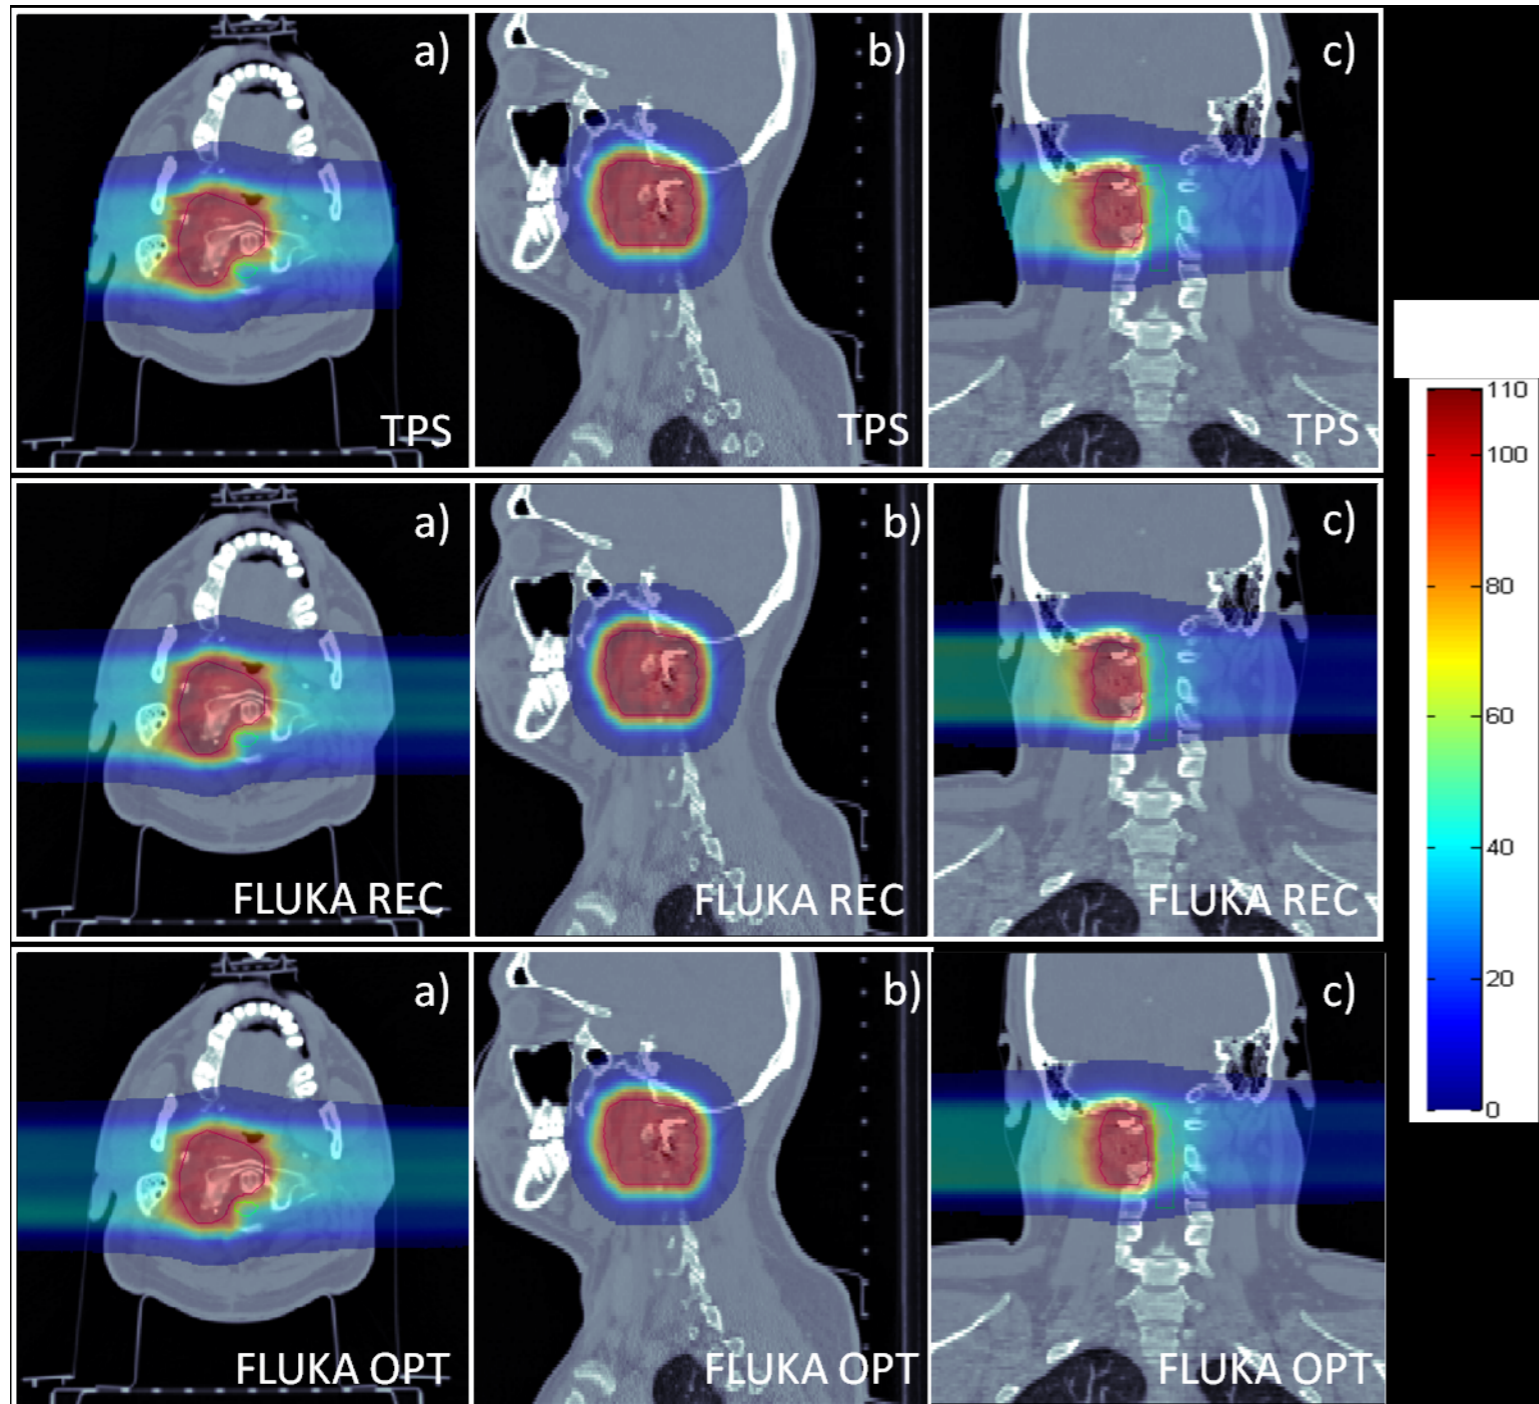 a)
b)
c)
TPS
TPS
TPS
a)
b)
c)
FLUKA REC
FLUKA REC
FLUKA REC
a)
b)
c)
FLUKA OPT
FLUKA OPT
FLUKA OPT
110
100
80
60
40
20
0